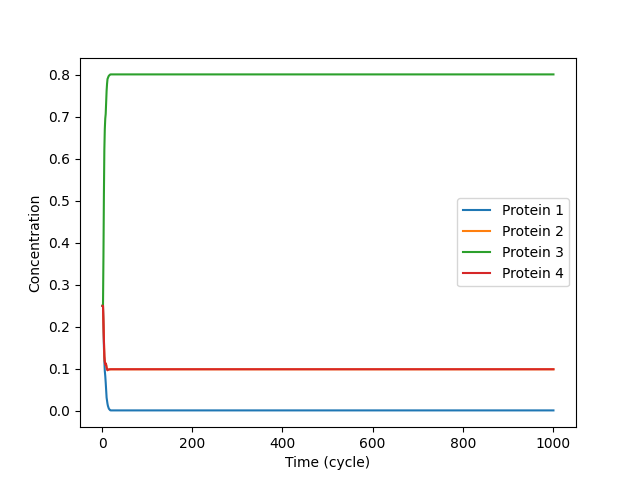 0.8
0.7
0.6
0.5
0.4
0.3
0.2
0.1
0.0
Concentration
Protein 1
Protein 2
Protein 3
Protein 4
0 200 400 600 800 1000
Time (cycle)